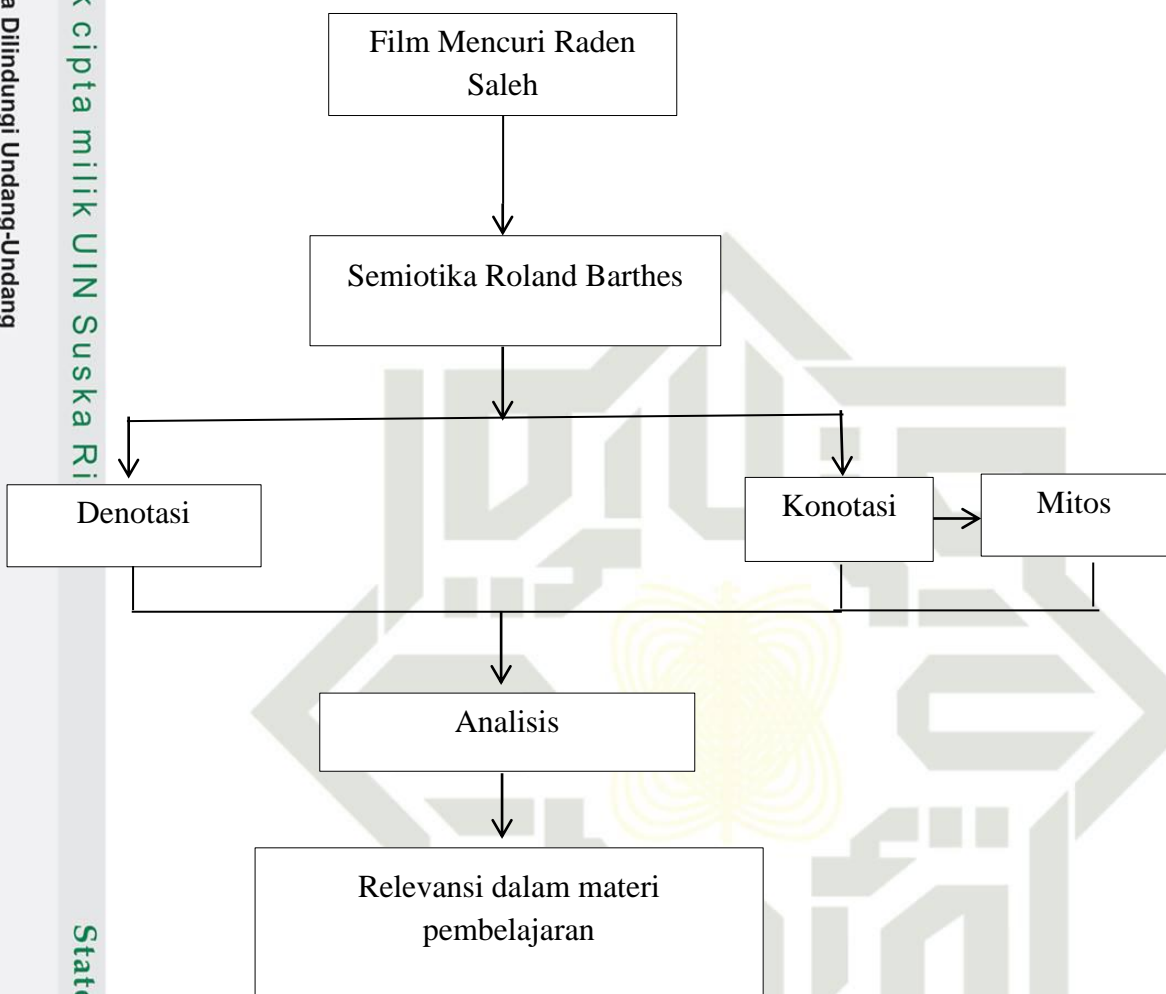 k cipta milik UIN Suska Ri
a Dilindungi Undang-Undang
State
Film Mencuri Raden
Saleh
Semiotika Roland Barthes
Denotasi
Konotasi
Mitos
Analisis
Relevansi dalam materi
pembelajaran